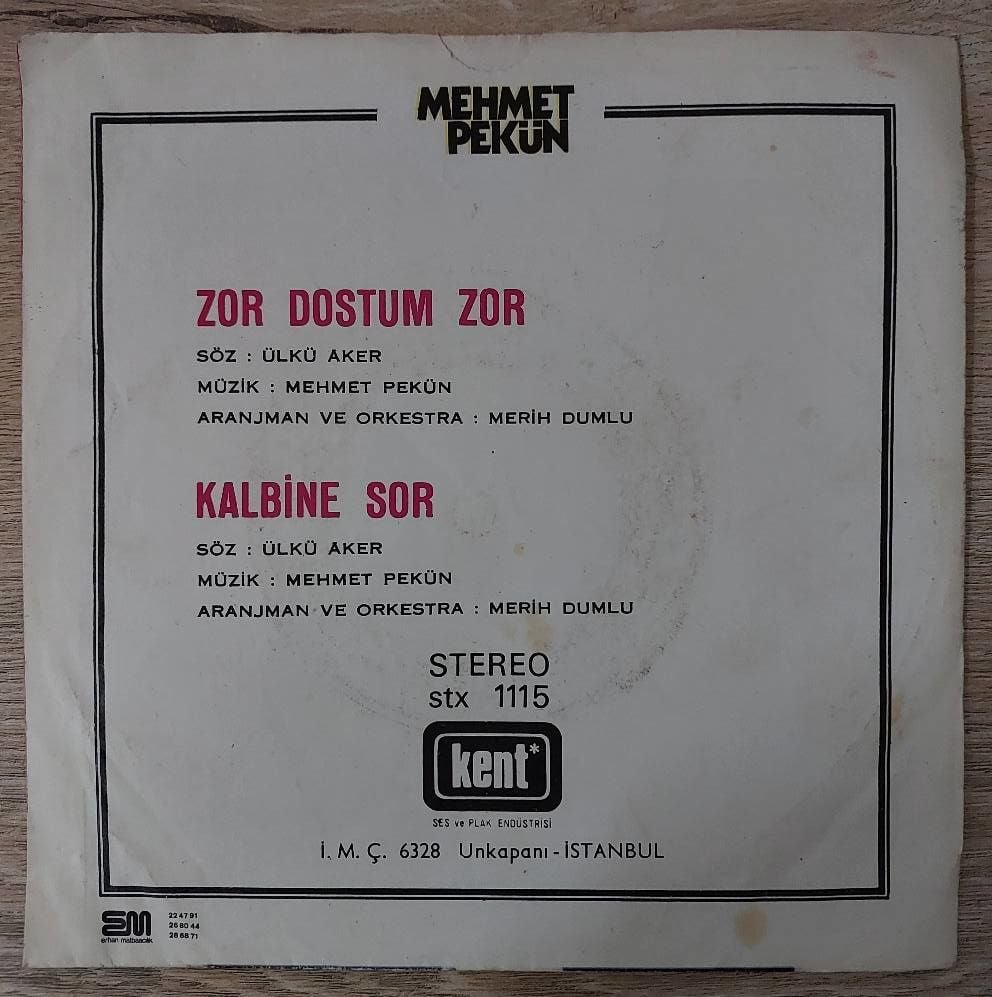 MEHMET
PEKÜN
ZOR DOSTUM ZOR
SÖZ : ÜLKÜ AKER
MÜZİK : MEHMET PEKÜN
ARANJMAN VE ORKESTRA : MERİH DUMLU
KALBİNE SOR
SÖZ : ÜLKÜ AKER
MÜZİK : MEHMET PEKÜN
ARANJMAN VE ORKESTRA : MERİH DUMLU
STEREO
stx 1115
kent*
SES ve PLAK ENDÜSTRİSİ
İ. M. Ç. 6328 Unkapanı - İSTANBUL
EM
erhan matbaacılık
22 47 91
26 80 44
26 68 71